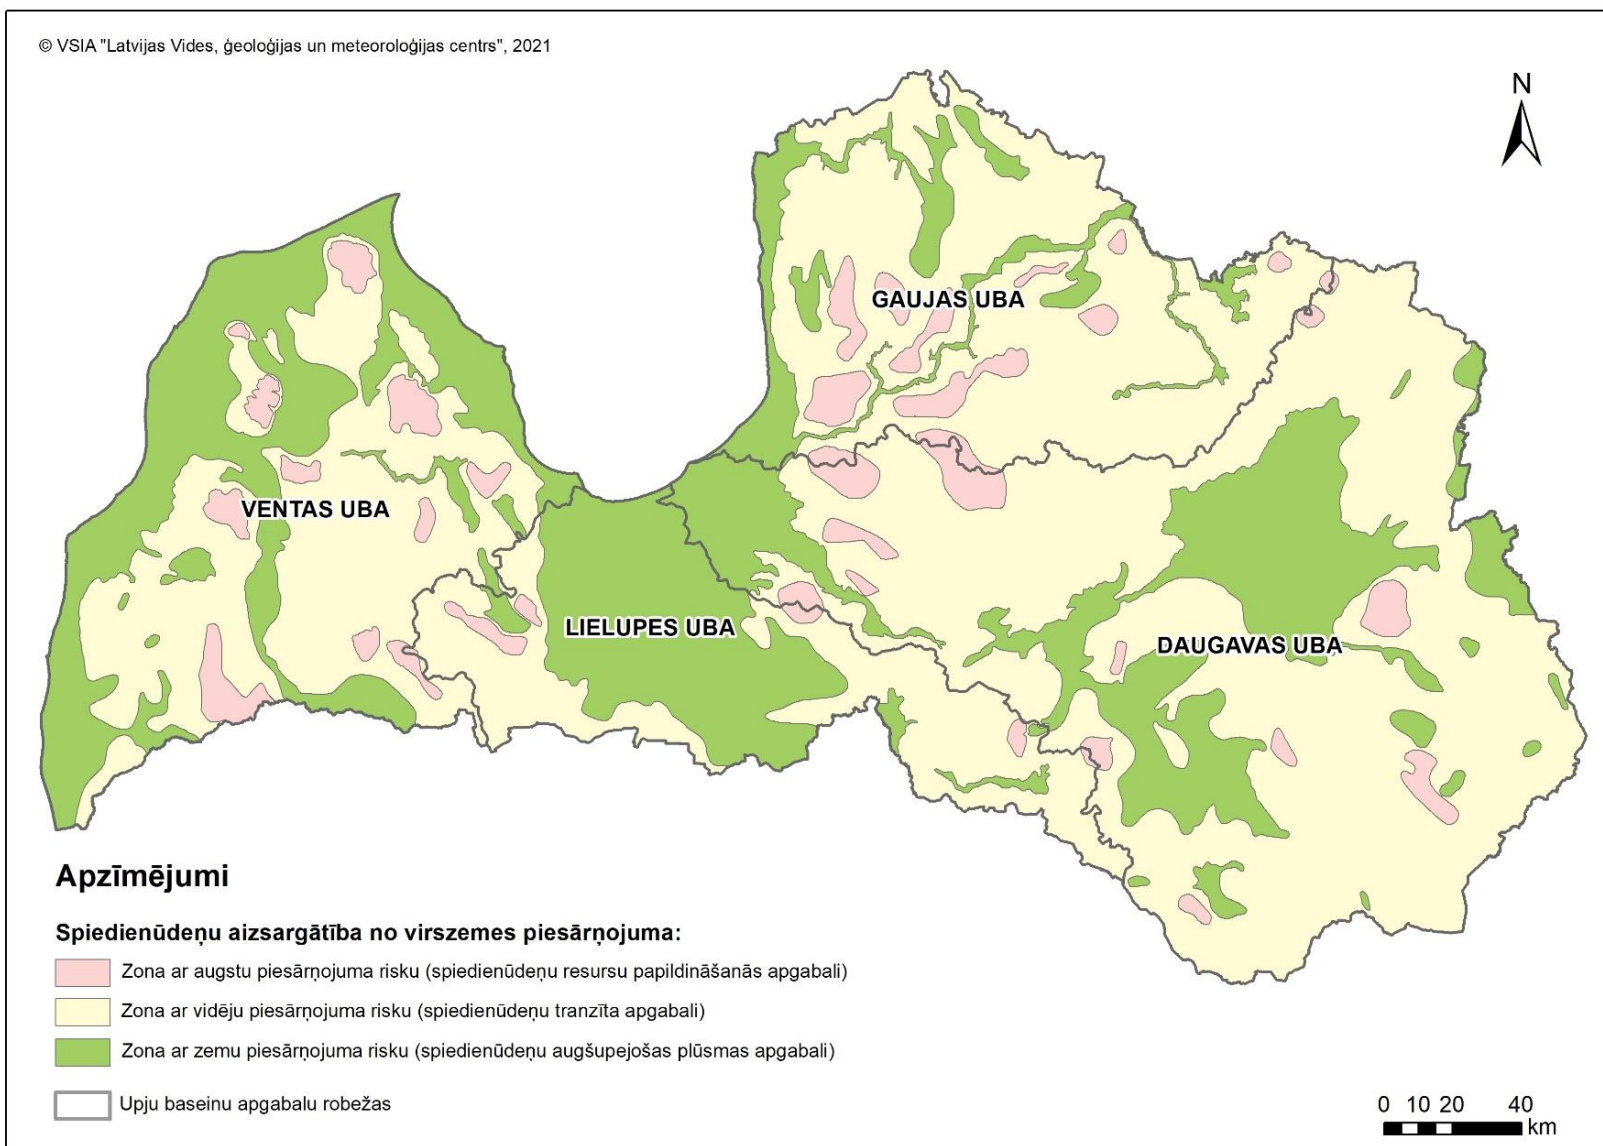 © VSIA "Latvijas Vides, ģeoloģijas un meteoroloģijas centrs", 2021
N
GAUJAS UBA
VENTAS UBA
LIELUPES UBA
DAUGAVAS UBA
Apzīmējumi
Spiedienūdeņu aizsargātība no virszemes piesārņojuma:
Zona ar augstu piesārņojuma risku (spiedienūdeņu resursu papildināšanās apgabali)
Zona ar vidēju piesārņojuma risku (spiedienūdeņu tranzīta apgabali)
Zona ar zemu piesārņojuma risku (spiedienūdeņu augšupejošas plūsmas apgabali)
Upju baseinu apgabalu robežas
0 10 20 40
km